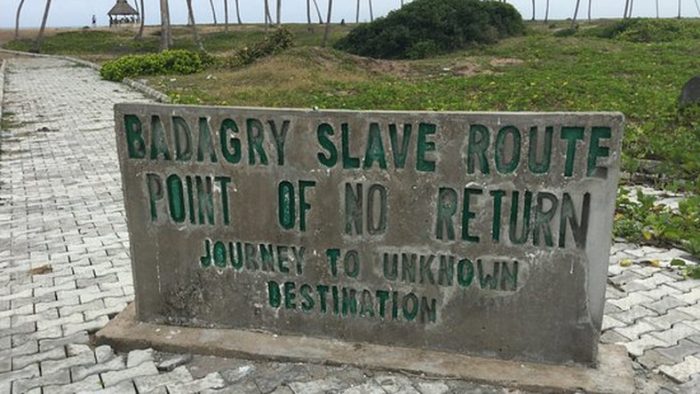 BADAGRY SLAVE ROUTE
POINT OF NO RETURN
JOURNEY TO UNKNOWN
DESTINATION